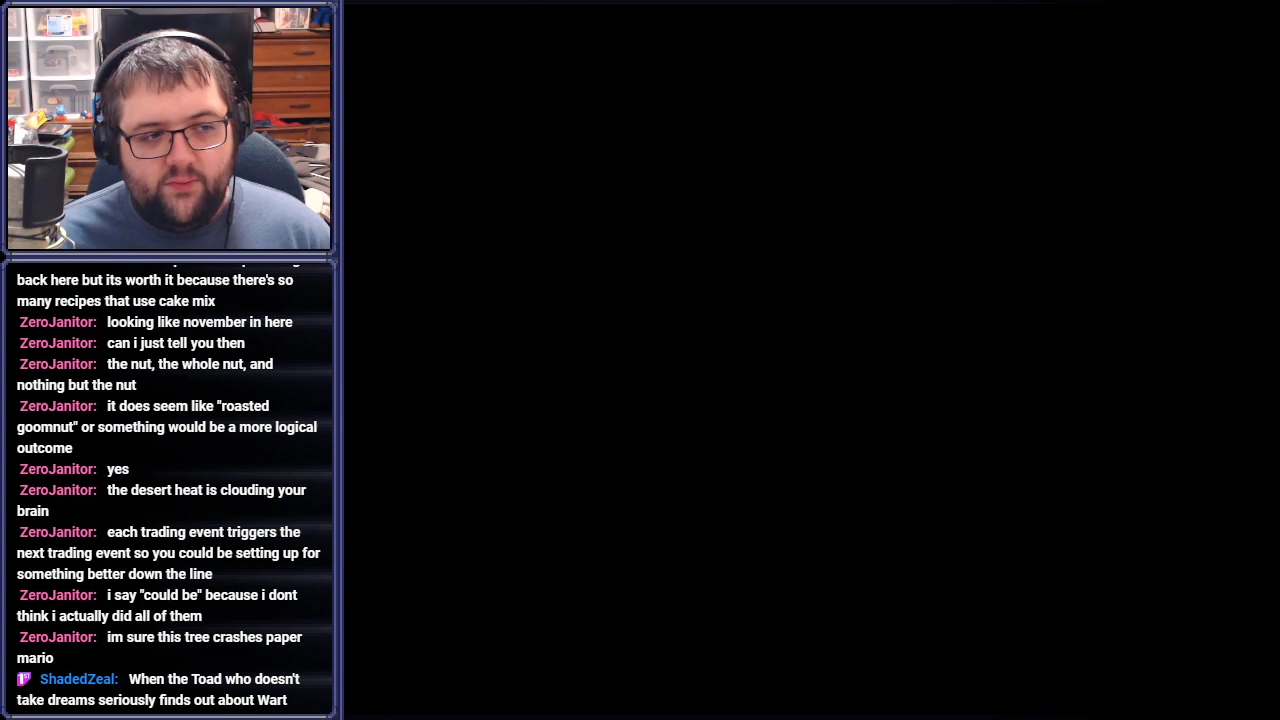 back here but its worth it because there's so
many recipes that use cake mix
ZeroJanitor: looking like november in here
ZeroJanitor: can i just tell you then
ZeroJanitor: the nut, the whole nut, and
nothing but the nut
ZeroJanitor: it does seem like "roasted
goomnut" or something would be a more logical
outcome
ZeroJanitor: yes
ZeroJanitor: the desert heat is clouding your
brain
ZeroJanitor: each trading event triggers the
next trading event so you could be setting up for
something better down the line
ZeroJanitor: i say "could be" because i dont
think i actually did all of them
ZeroJanitor: im sure this tree crashes paper
mario
1ST ShadedZeal: When the Toad who doesn't
take dreams seriously finds out about Wart